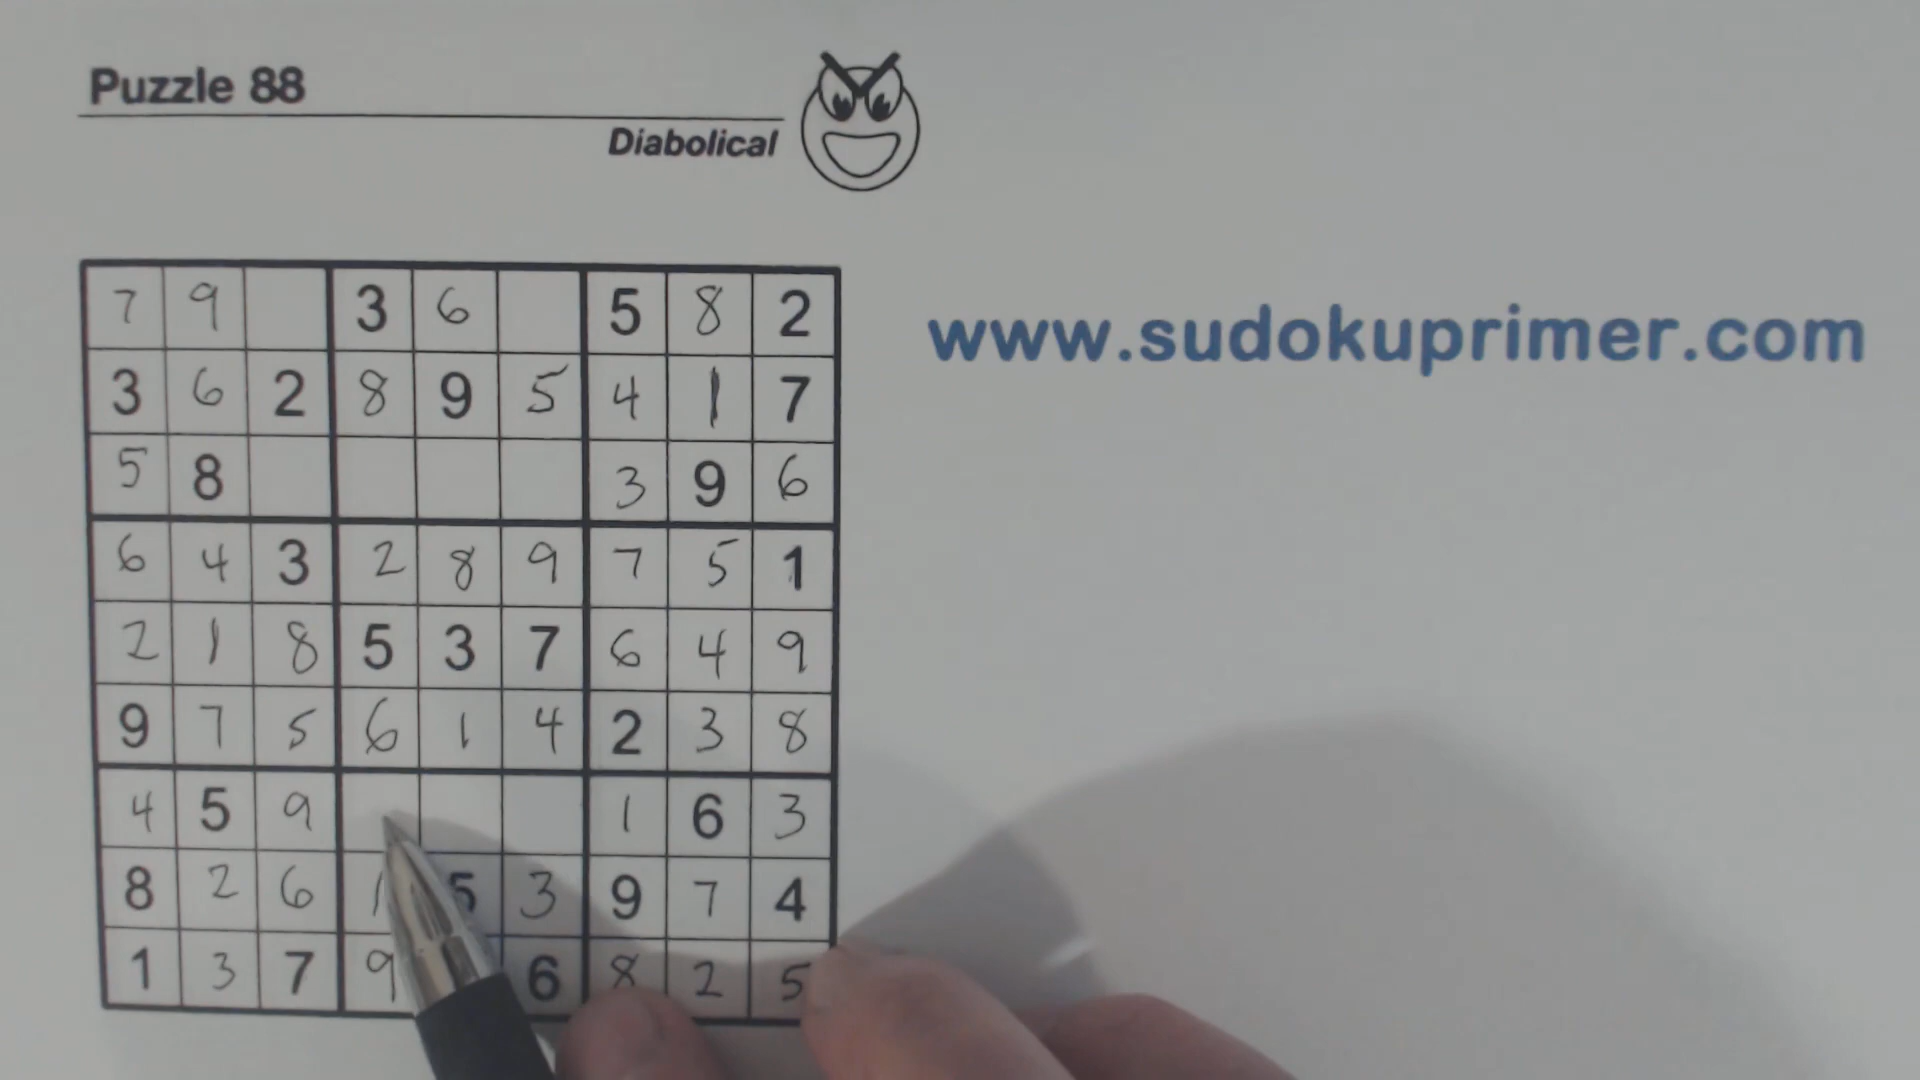 Puzzle 88
Diabolical
www.sudokuprimer.com
7 9 3 6 5 8 2
3 6 2 8 9 5 4 1 7
5 8 3 9 6
6 4 3 2 8 9 7 5 1
2 1 8 5 3 7 6 4 9
9 7 5 6 1 4 2 3 8
4 5 9 1 6 3
8 2 6 1 5 3 9 7 4
1 3 7 9 6 8 2 5